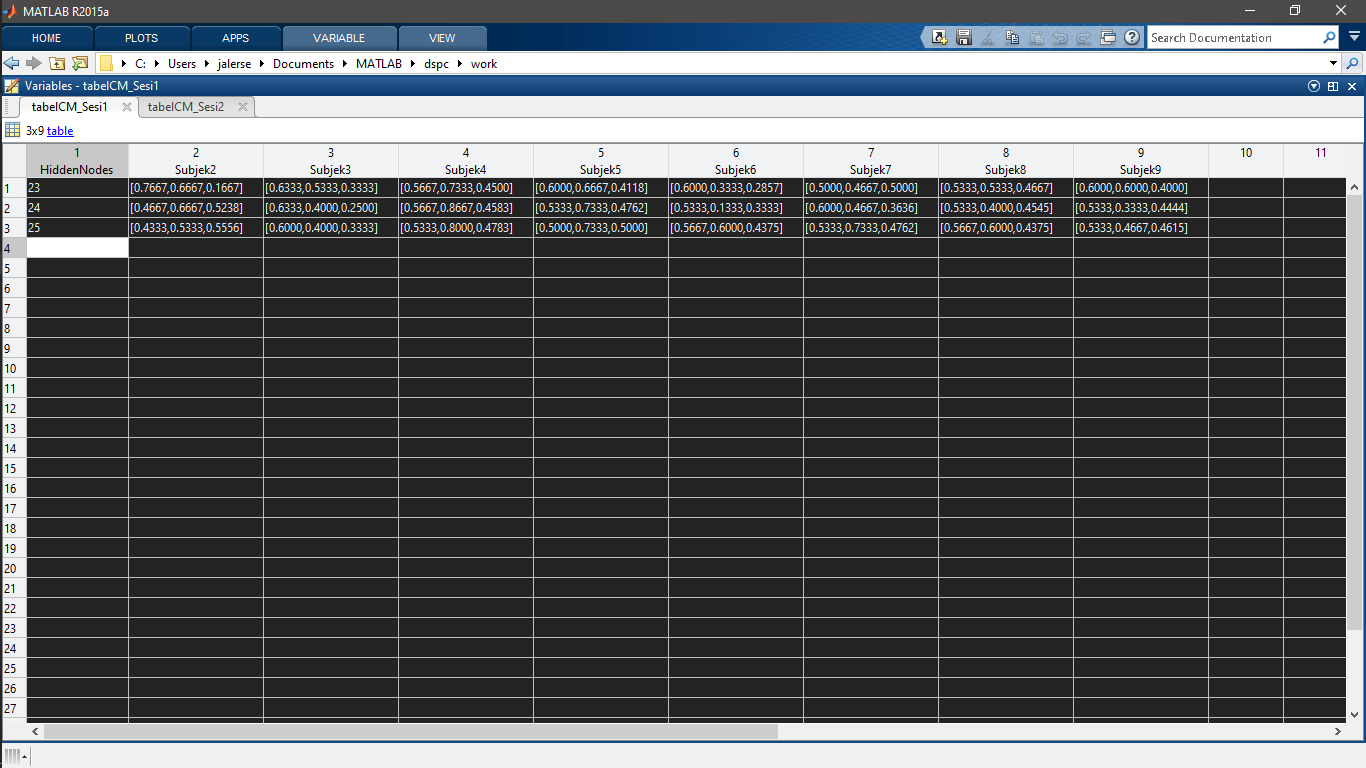 MATLAB R2015a
HOME PLOTS APPS VARIABLE VIEW Search Documentation
C: Users jalerse Documents MATLAB dspc work
Variables - tabelCM_Sesi1
tabelCM_Sesi1 tabelCM_Sesi2
3x9 table
1 2 3 4 5 6 7 8 9 10 11
HiddenNodes Subjek2 Subjek3 Subjek4 Subjek5 Subjek6 Subjek7 Subjek8 Subjek9
1 23 [0.7667,0.6667,0.1667] [0.6333,0.5333,0.3333] [0.5667,0.7333,0.4500] [0.6000,0.6667,0.4118] [0.6000,0.3333,0.2857] [0.5000,0.4667,0.5000] [0.5333,0.5333,0.4667] [0.6000,0.6000,0.4000]
2 24 [0.4667,0.6667,0.5238] [0.6333,0.4000,0.2500] [0.5667,0.8667,0.4583] [0.5333,0.7333,0.4762] [0.5333,0.1333,0.3333] [0.6000,0.4667,0.3636] [0.5333,0.4000,0.4545] [0.5333,0.3333,0.4444]
3 25 [0.4333,0.5333,0.5556] [0.6000,0.4000,0.3333] [0.5333,0.8000,0.4783] [0.5000,0.7333,0.5000] [0.5667,0.6000,0.4375] [0.5333,0.7333,0.4762] [0.5667,0.6000,0.4375] [0.5333,0.4667,0.4615]
4
5
6
7
8
9
10
11
12
13
14
15
16
17
18
19
20
21
22
23
24
25
26
27